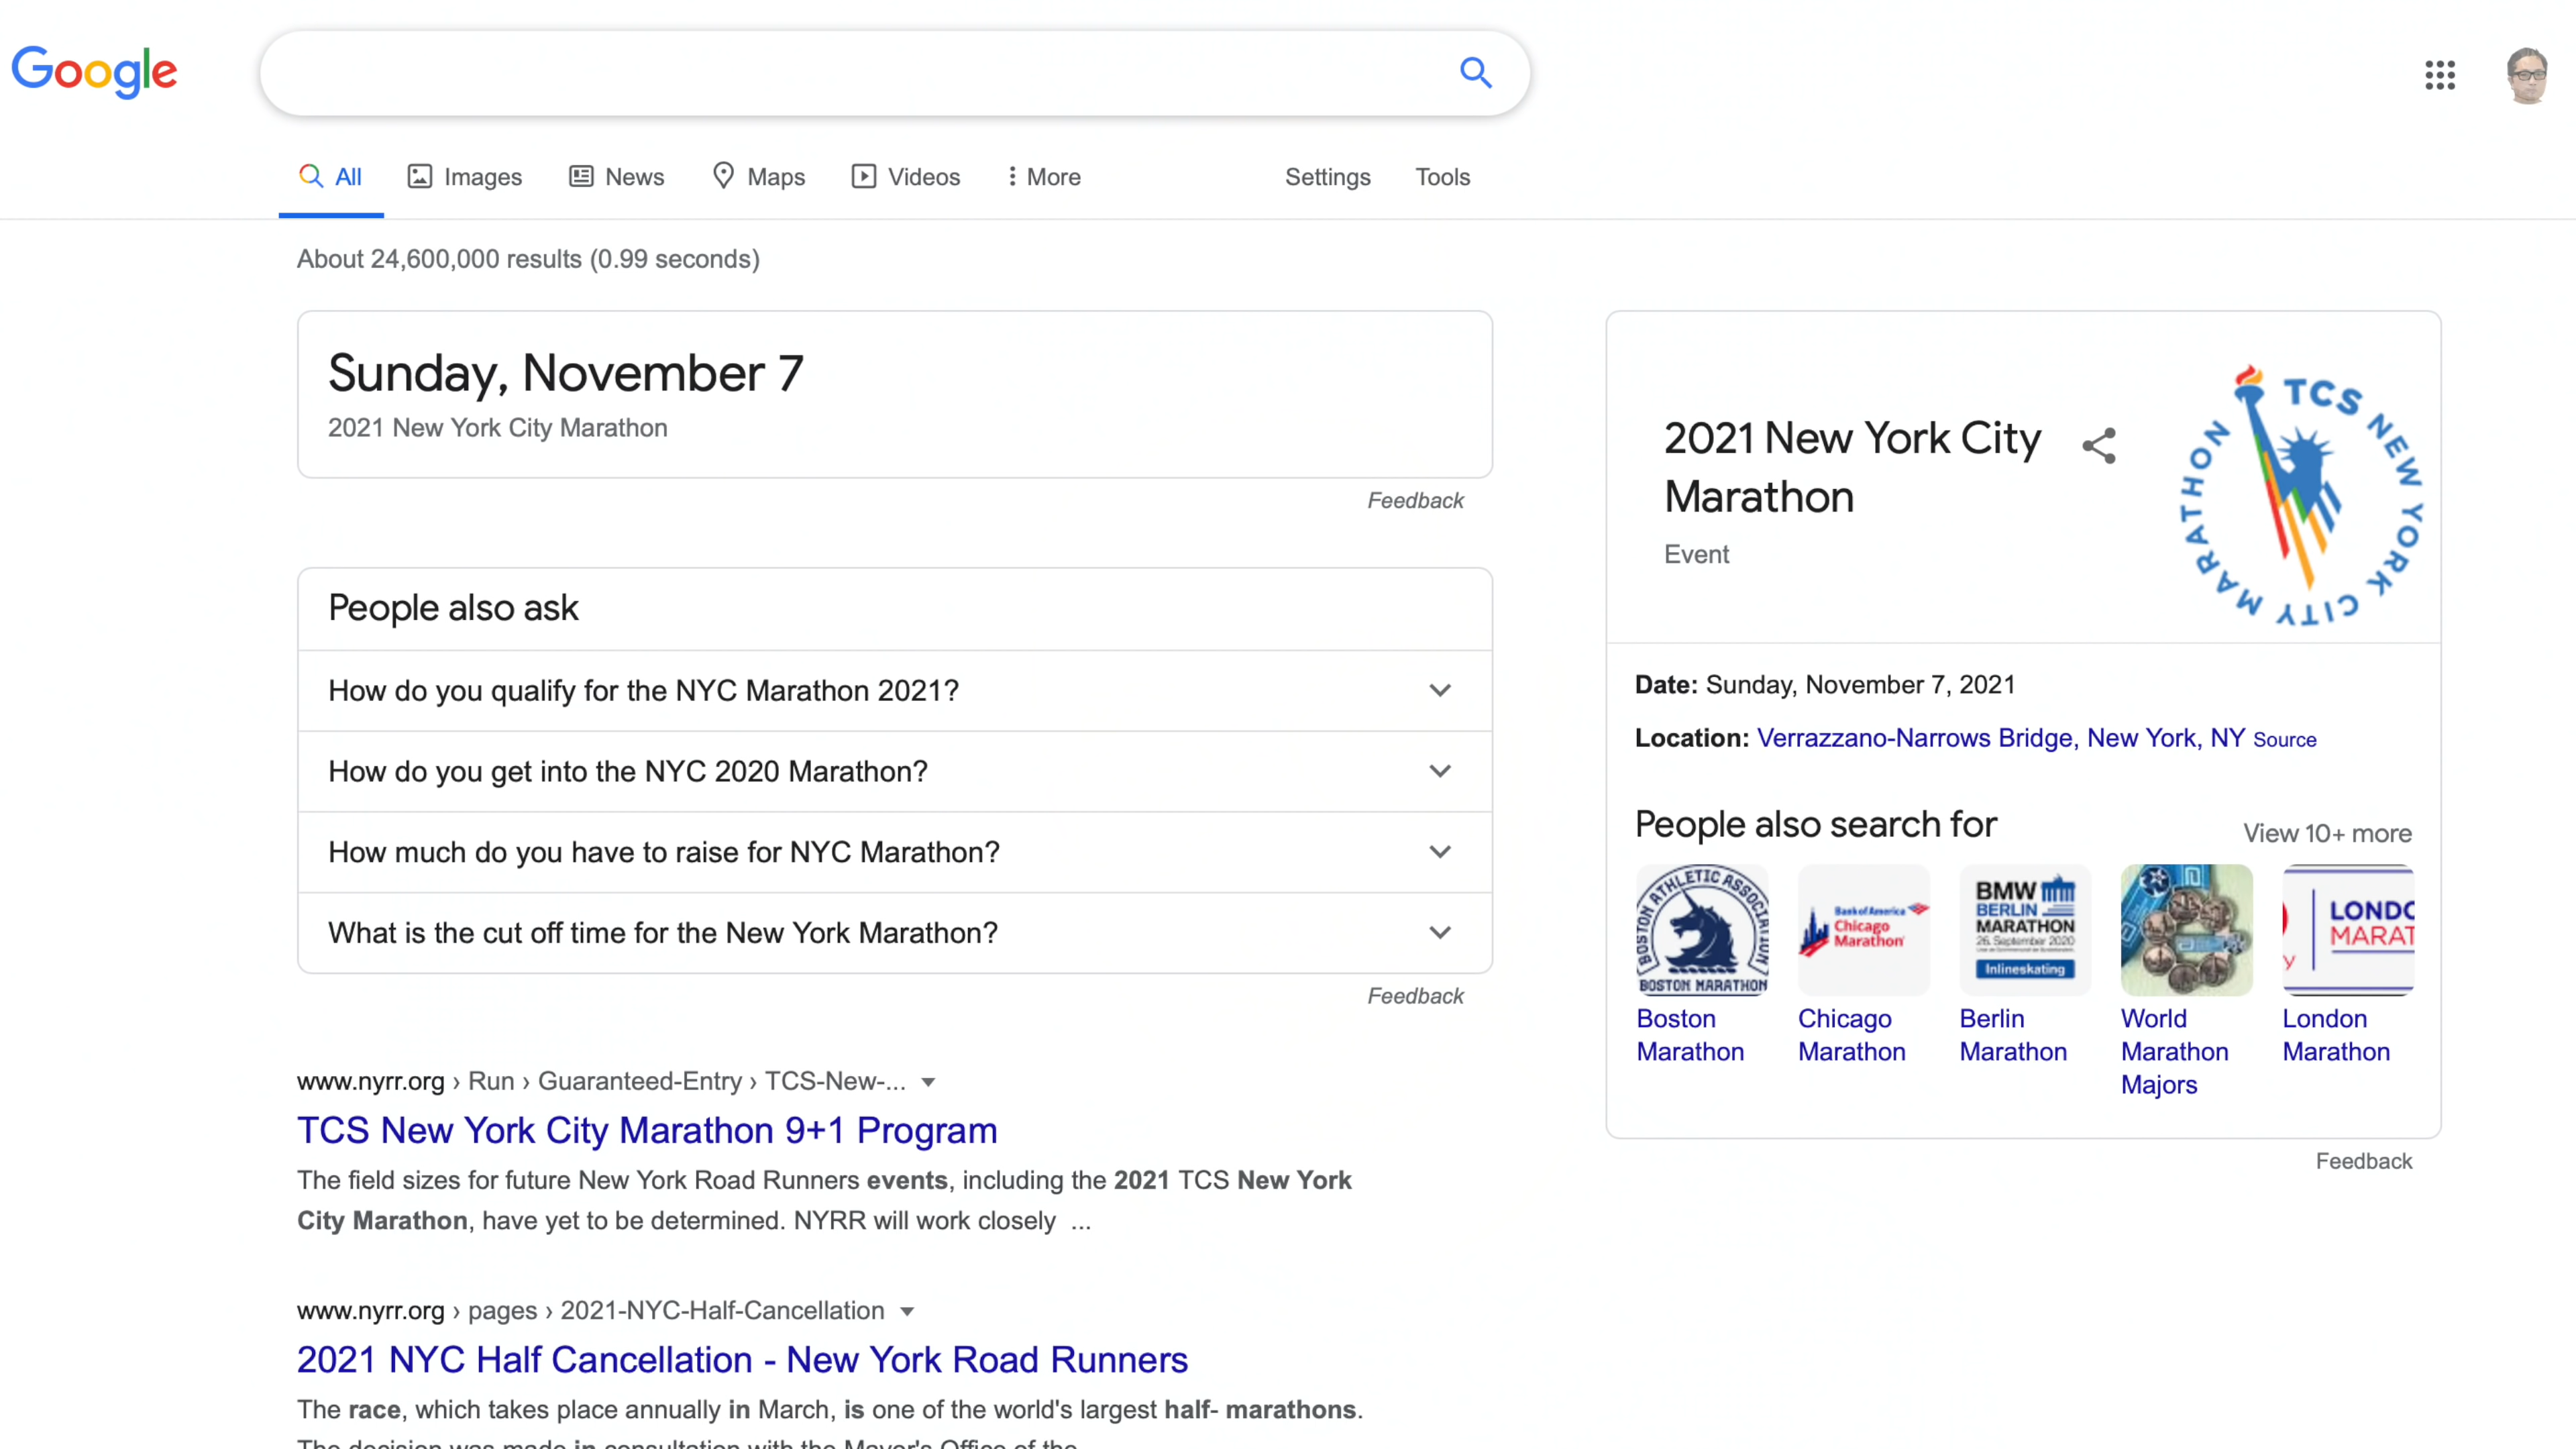 Google
All Images News Maps Videos More Settings Tools
About 24,600,000 results (0.99 seconds)
Sunday, November 7
2021 New York City Marathon
Feedback
People also ask
How do you qualify for the NYC Marathon 2021?
How do you get into the NYC 2020 Marathon?
How much do you have to raise for NYC Marathon?
What is the cut off time for the New York Marathon?
Feedback
www.nyrr.org › Run › Guaranteed-Entry › TCS-New-...
TCS New York City Marathon 9+1 Program
The field sizes for future New York Road Runners events, including the 2021 TCS New York
City Marathon, have yet to be determined. NYRR will work closely ...
www.nyrr.org › pages › 2021-NYC-Half-Cancellation
2021 NYC Half Cancellation - New York Road Runners
The race, which takes place annually in March, is one of the world's largest half- marathons.
The decision was made in consultation with the Mayor's Office of the
2021 New York City
Marathon
Event
TCS NEW YORK CITY MARATHON
Date: Sunday, November 7, 2021
Location: Verrazzano-Narrows Bridge, New York, NY Source
People also search for
View 10+ more
BOSTON ATHLETIC ASSOCIATION
BOSTON MARATHON
Bank of America
Chicago
Marathon
BMW
BERLIN
MARATHON
26. September 2020
Inlineskating
LONDO
MARAT
Boston
Marathon
Chicago
Marathon
Berlin
Marathon
World
Marathon
Majors
London
Marathon
Feedback